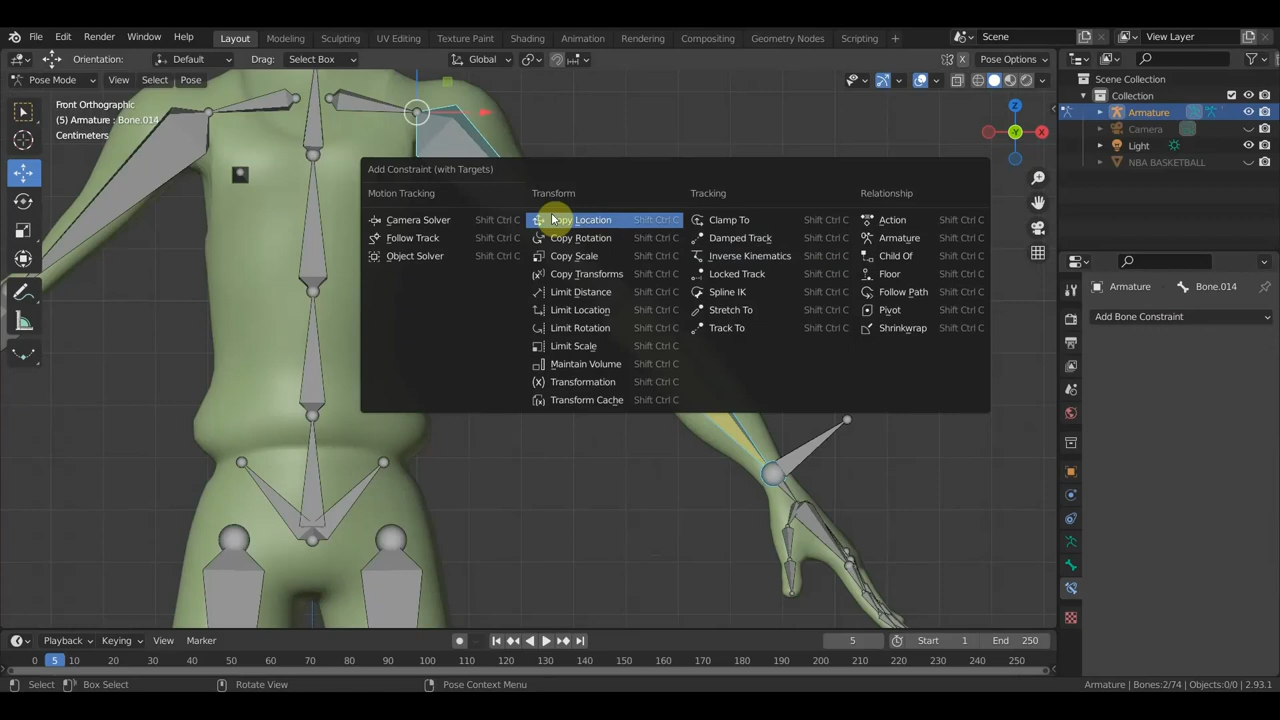 File Edit Render Window Help Layout Modeling Sculpting UV Editing Texture Paint Shading Animation Rendering Compositing Geometry Nodes Scripting + Scene View Layer
Orientation: Default Drag: Select Box Global X Pose Options
Pose Mode View Select Pose
Front Orthographic
(5) Armature : Bone.014
Centimeters
Z
Y
X
Scene Collection
Collection
Armature
Camera
Light
NBA BASKETBALL
Add Constraint (with Targets)
Motion Tracking Transform Tracking Relationship
Camera Solver Shift Ctrl C Copy Location Shift Ctrl C Clamp To Shift Ctrl C Action Shift Ctrl C
Follow Track Shift Ctrl C Copy Rotation Shift Ctrl C Damped Track Shift Ctrl C Armature Shift Ctrl C
Object Solver Shift Ctrl C Copy Scale Shift Ctrl C Inverse Kinematics Shift Ctrl C Child Of Shift Ctrl C
Copy Transforms Shift Ctrl C Locked Track Shift Ctrl C Floor Shift Ctrl C
Limit Distance Shift Ctrl C Spline IK Shift Ctrl C Follow Path Shift Ctrl C
Limit Location Shift Ctrl C Stretch To Shift Ctrl C Pivot Shift Ctrl C
Limit Rotation Shift Ctrl C Track To Shift Ctrl C Shrinkwrap Shift Ctrl C
Limit Scale Shift Ctrl C
Maintain Volume Shift Ctrl C
Transformation Shift Ctrl C
Transform Cache Shift Ctrl C
Armature Bone.014
Add Bone Constraint
Playback Keying View Marker 5 Start 1 End 250
0 5 10 20 30 40 50 60 70 80 90 100 110 120 130 140 150 160 170 180 190 200 210 220 230 240 250
Select Box Select Rotate View Pose Context Menu Armature | Bones:2/74 | Objects:0/0 | 2.93.1